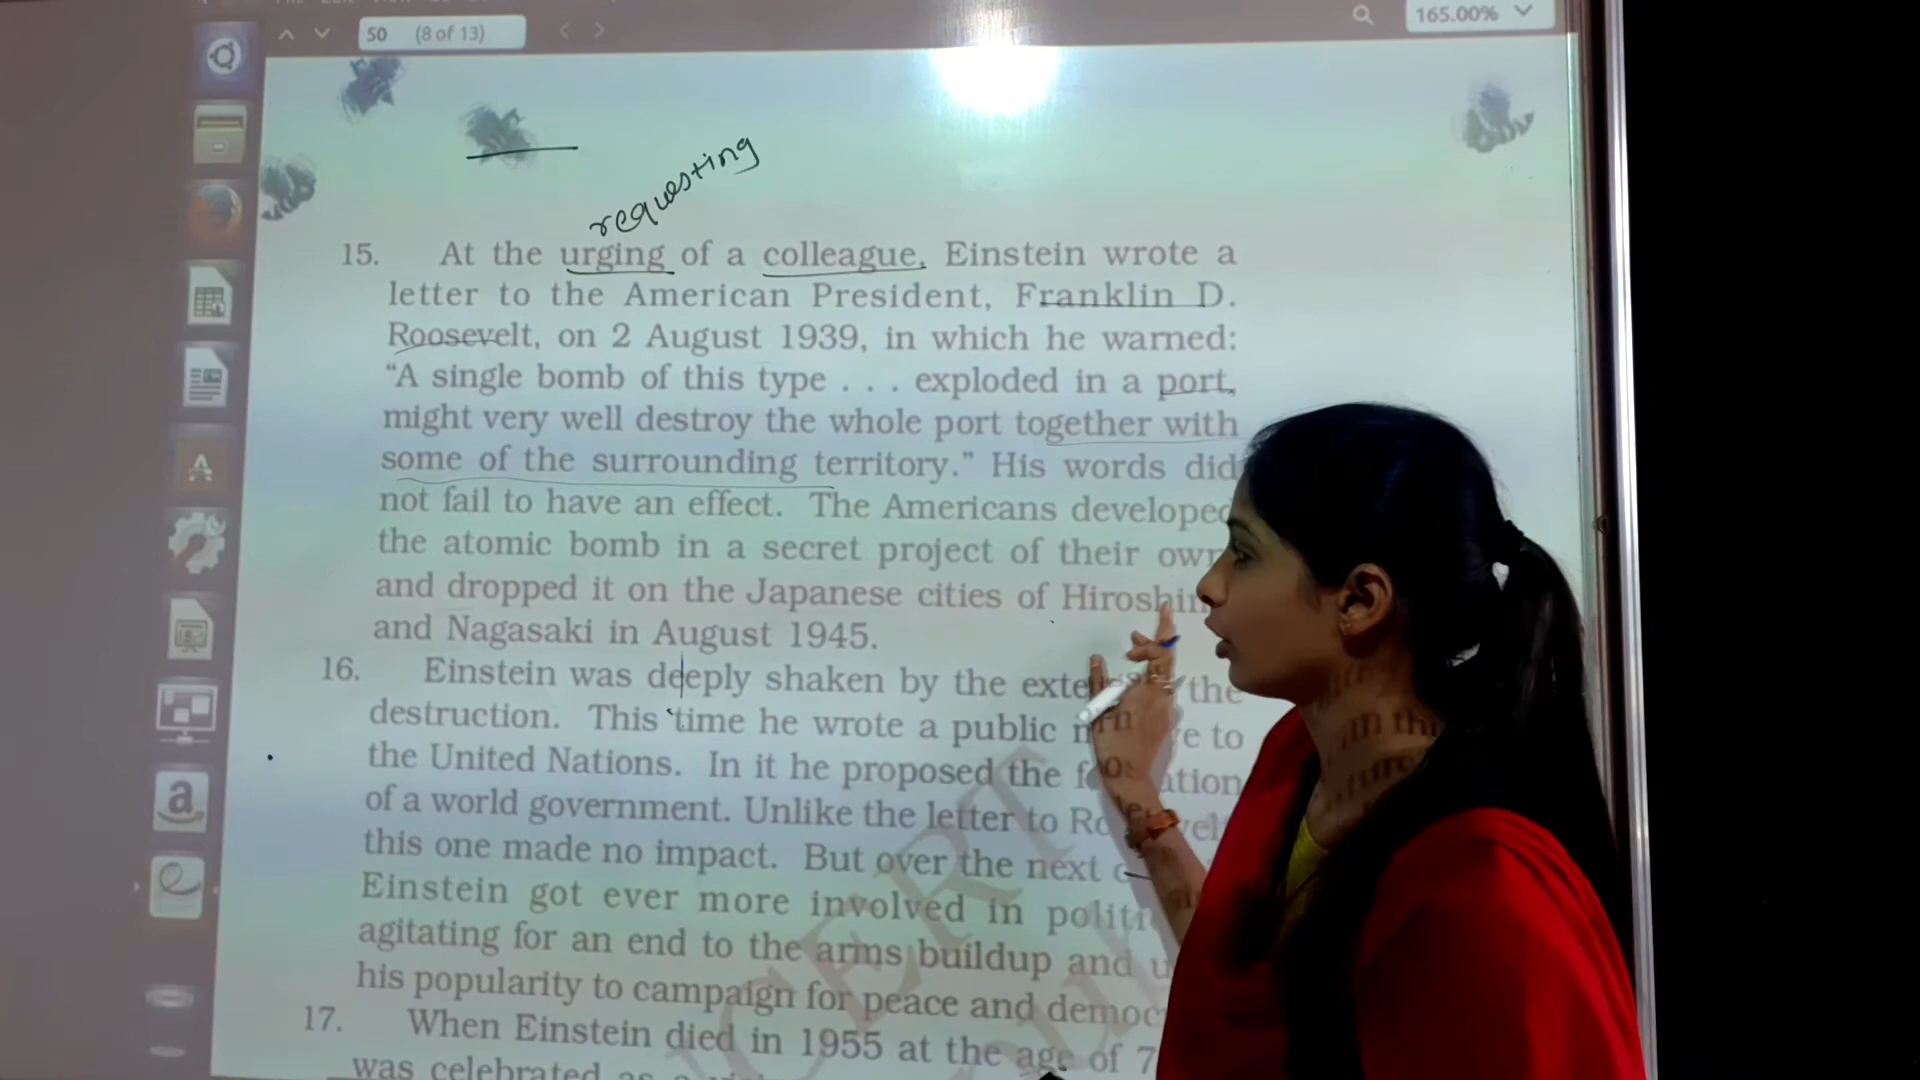 50 (8 of 13)
165.00%
requesting
15. At the urging of a colleague, Einstein wrote a
letter to the American President, Franklin D.
Roosevelt, on 2 August 1939, in which he warned:
“A single bomb of this type . . . exploded in a port,
might very well destroy the whole port together with
some of the surrounding territory.” His words did
not fail to have an effect. The Americans developed
the atomic bomb in a secret project of their own
and dropped it on the Japanese cities of Hiroshim
and Nagasaki in August 1945.
16. Einstein was deeply shaken by the the
destruction. This time he wrote a public to
the United Nations. In it he proposed the
of a world government. Unlike the letter to
this one made no impact. But over the next
Einstein got ever more involved in
agitating for an end to the arms buildup and
his popularity to campaign for peace and
17. When Einstein died in 1955 at the age of
was celebrated as a